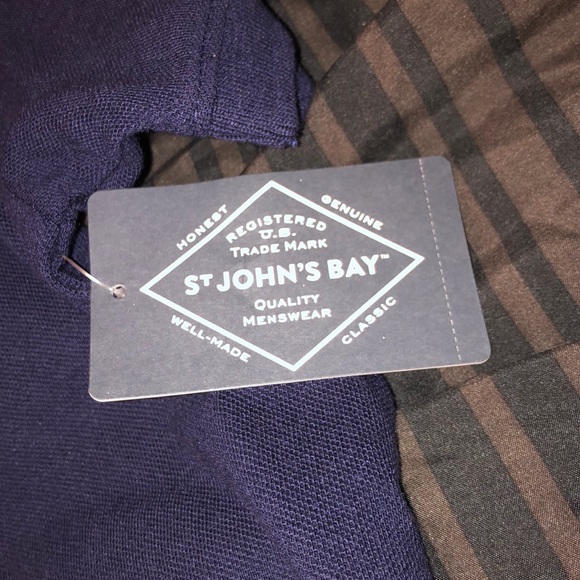 HONEST
GENUINE
REGISTERED
U.S.
TRADE MARK
ST JOHN'S BAY™
QUALITY
MENSWEAR
WELL-MADE
CLASSIC